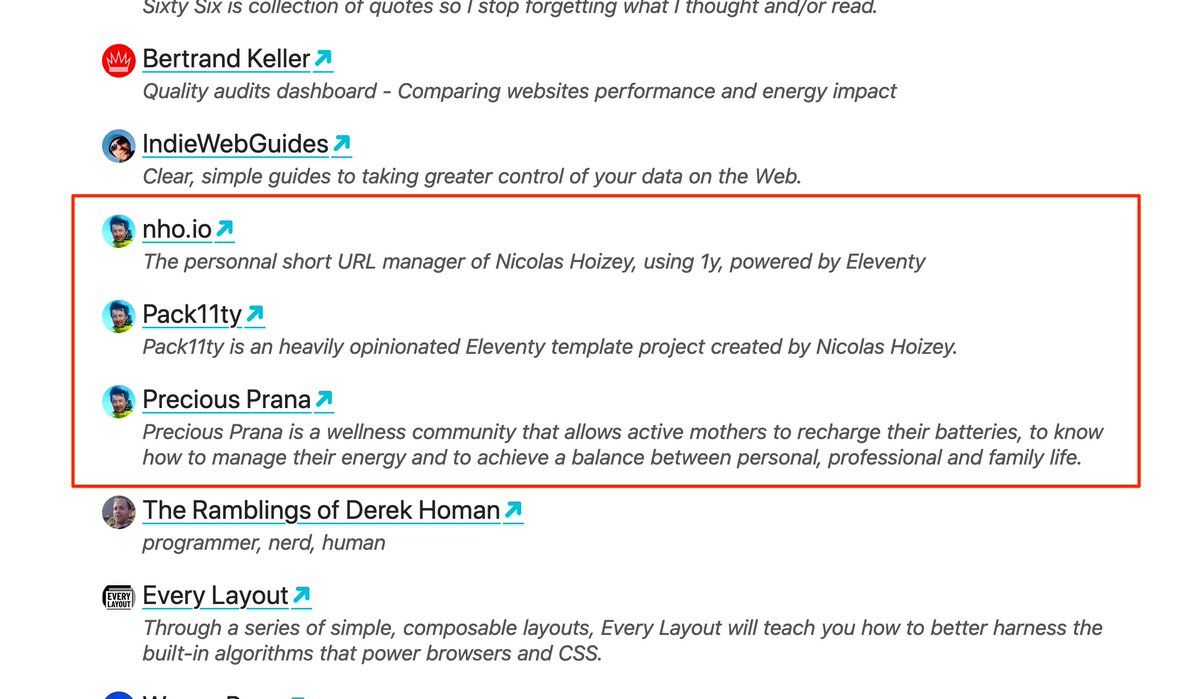 Sixty Six is collection of quotes so I stop forgetting what I thought and/or read.
Bertrand Keller
Quality audits dashboard - Comparing websites performance and energy impact
IndieWebGuides
Clear, simple guides to taking greater control of your data on the Web.
nho.io
The personnal short URL manager of Nicolas Hoizey, using 1y, powered by Eleventy
Pack11ty
Pack11ty is an heavily opinionated Eleventy template project created by Nicolas Hoizey.
Precious Prana
Precious Prana is a wellness community that allows active mothers to recharge their batteries, to know
how to manage their energy and to achieve a balance between personal, professional and family life.
The Ramblings of Derek Homan
programmer, nerd, human
EVERY
LAYOUT
Every Layout
Through a series of simple, composable layouts, Every Layout will teach you how to better harness the
built-in algorithms that power browsers and CSS.